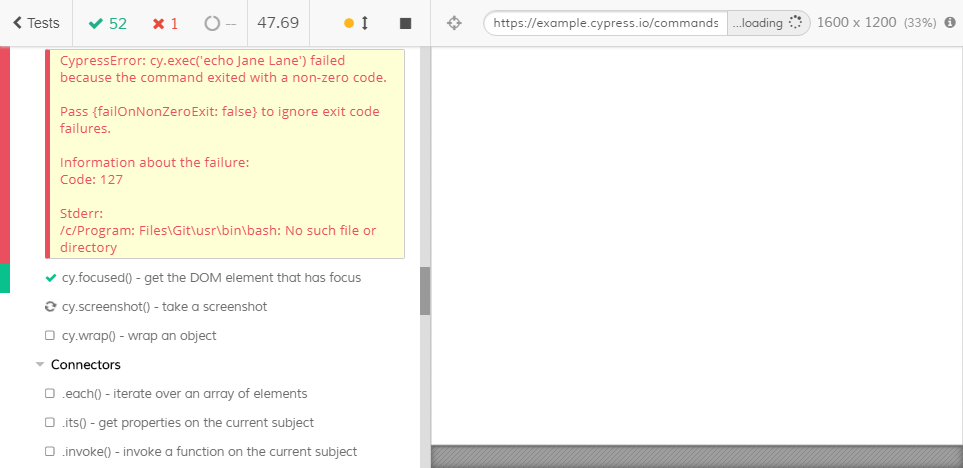 Tests
52
1
--
47.69
https://example.cypress.io/commands
...loading
1600 x 1200 (33%)
CypressError: cy.exec('echo Jane Lane') failed
because the command exited with a non-zero code.
Pass {failOnNonZeroExit: false} to ignore exit code
failures.
Information about the failure:
Code: 127
Stderr:
/c/Program: Files\Git\usr\bin\bash: No such file or
directory
cy.focused() - get the DOM element that has focus
cy.screenshot() - take a screenshot
cy.wrap() - wrap an object
Connectors
.each() - iterate over an array of elements
.its() - get properties on the current subject
.invoke() - invoke a function on the current subject